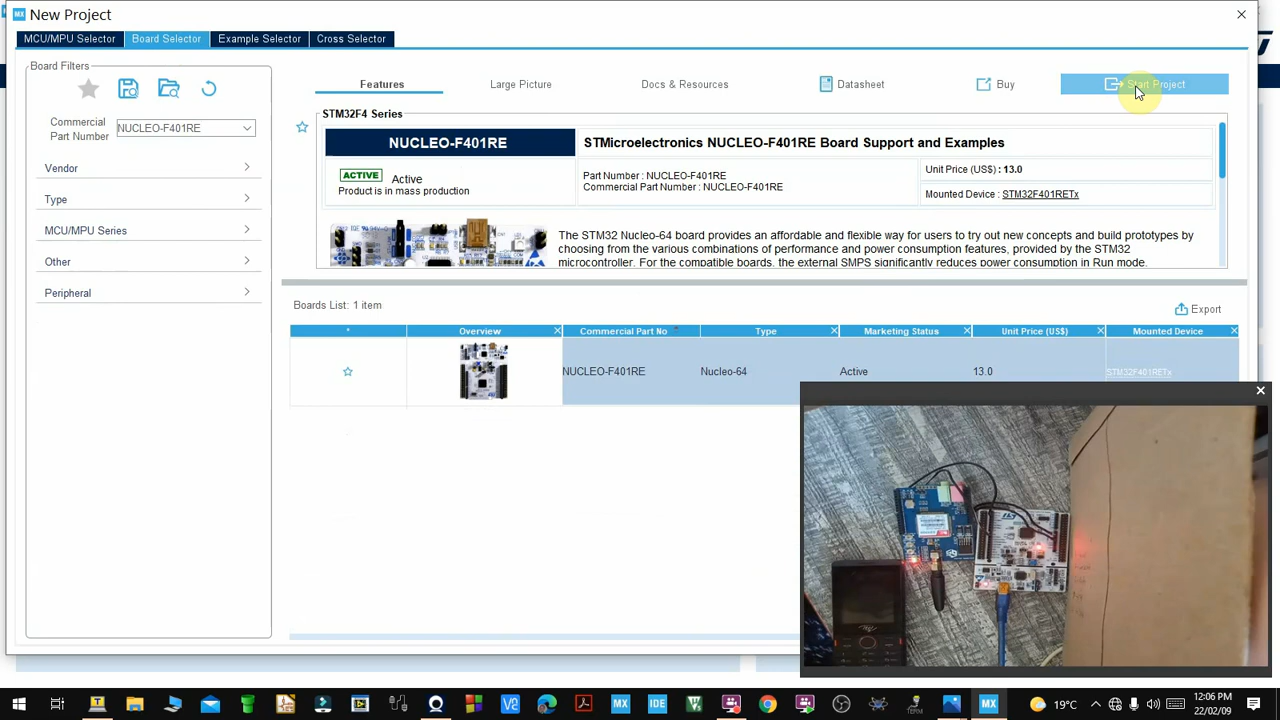 New Project
MCU/MPU Selector
Board Selector
Example Selector
Cross Selector
Board Filters
Commercial
Part Number
NUCLEO-F401RE
Vendor
Type
MCU/MPU Series
Other
Peripheral
Features
Large Picture
Docs & Resources
Datasheet
Buy
Start Project
STM32F4 Series
NUCLEO-F401RE
STMicroelectronics NUCLEO-F401RE Board Support and Examples
ACTIVE
Active
Product is in mass production
Part Number : NUCLEO-F401RE
Commercial Part Number : NUCLEO-F401RE
Unit Price (US$) : 13.0
Mounted Device : STM32F401RETx
The STM32 Nucleo-64 board provides an affordable and flexible way for users to try out new concepts and build prototypes by
choosing from the various combinations of performance and power consumption features, provided by the STM32
microcontroller. For the compatible boards, the external SMPS significantly reduces power consumption in Run mode.
Boards List: 1 item
Export
* Overview Commercial Part No Type Marketing Status Unit Price (US$) Mounted Device
NUCLEO-F401RE Nucleo-64 Active 13.0 STM32F401RETx
MX
IDE
MX
19°C
12:06 PM
22/02/09